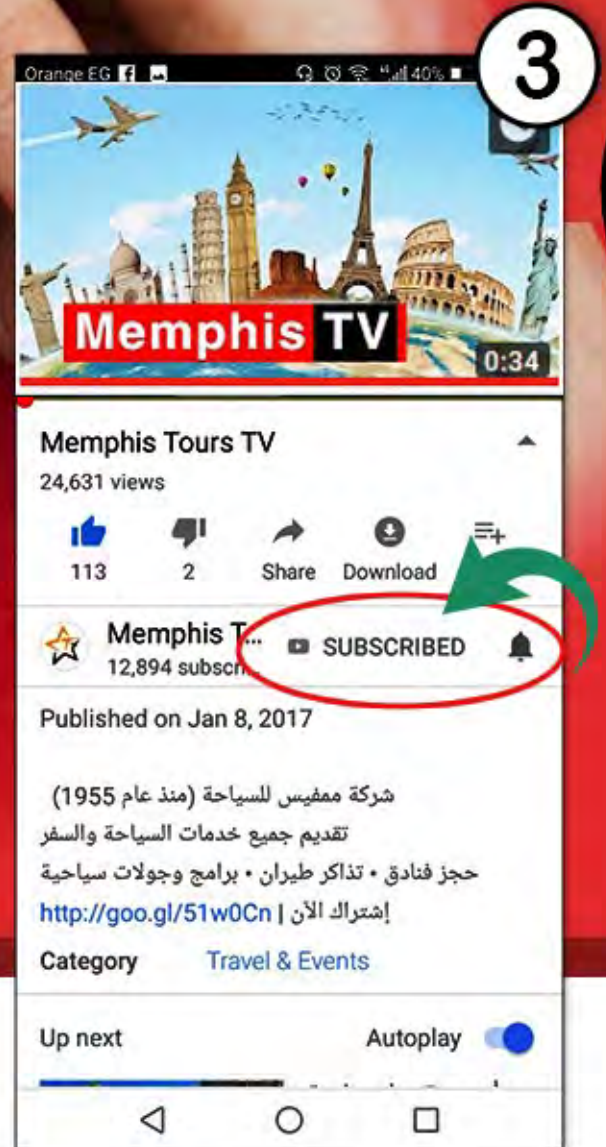 3
Orange EG
40%
Memphis TV
0:34
Memphis Tours TV
24,631 views
113 2 Share Download
Memphis T... SUBSCRIBED
12,894 subscri...
Published on Jan 8, 2017
شركة ممفيس للسياحة (منذ عام 1955)
تقديم جميع خدمات السياحة والسفر
حجز فنادق • تذاكر طيران • برامج وجولات سياحية
إشتراك الآن | http://goo.gl/51w0Cn
Category Travel & Events
Up next Autoplay